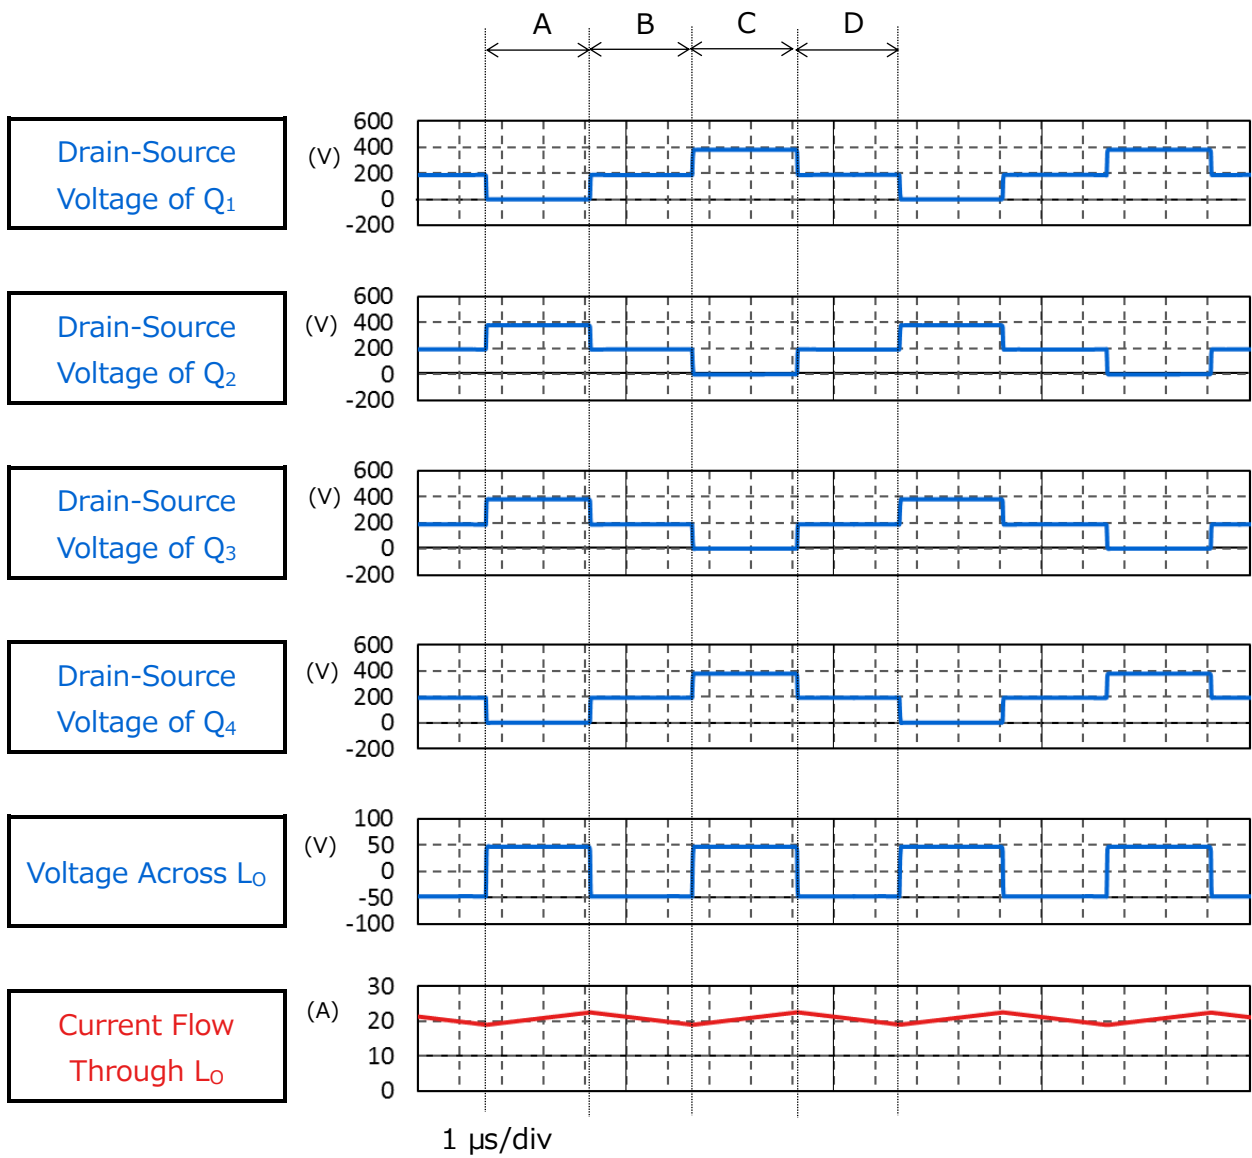 A B C D
Drain-Source
Voltage of Q1
(V)
600
400
200
0
-200
Drain-Source
Voltage of Q2
(V)
600
400
200
0
-200
Drain-Source
Voltage of Q3
(V)
600
400
200
0
-200
Drain-Source
Voltage of Q4
(V)
600
400
200
0
-200
Voltage Across LO
(V)
100
50
0
-50
-100
Current Flow
Through LO
(A)
30
20
10
0
1 μs/div